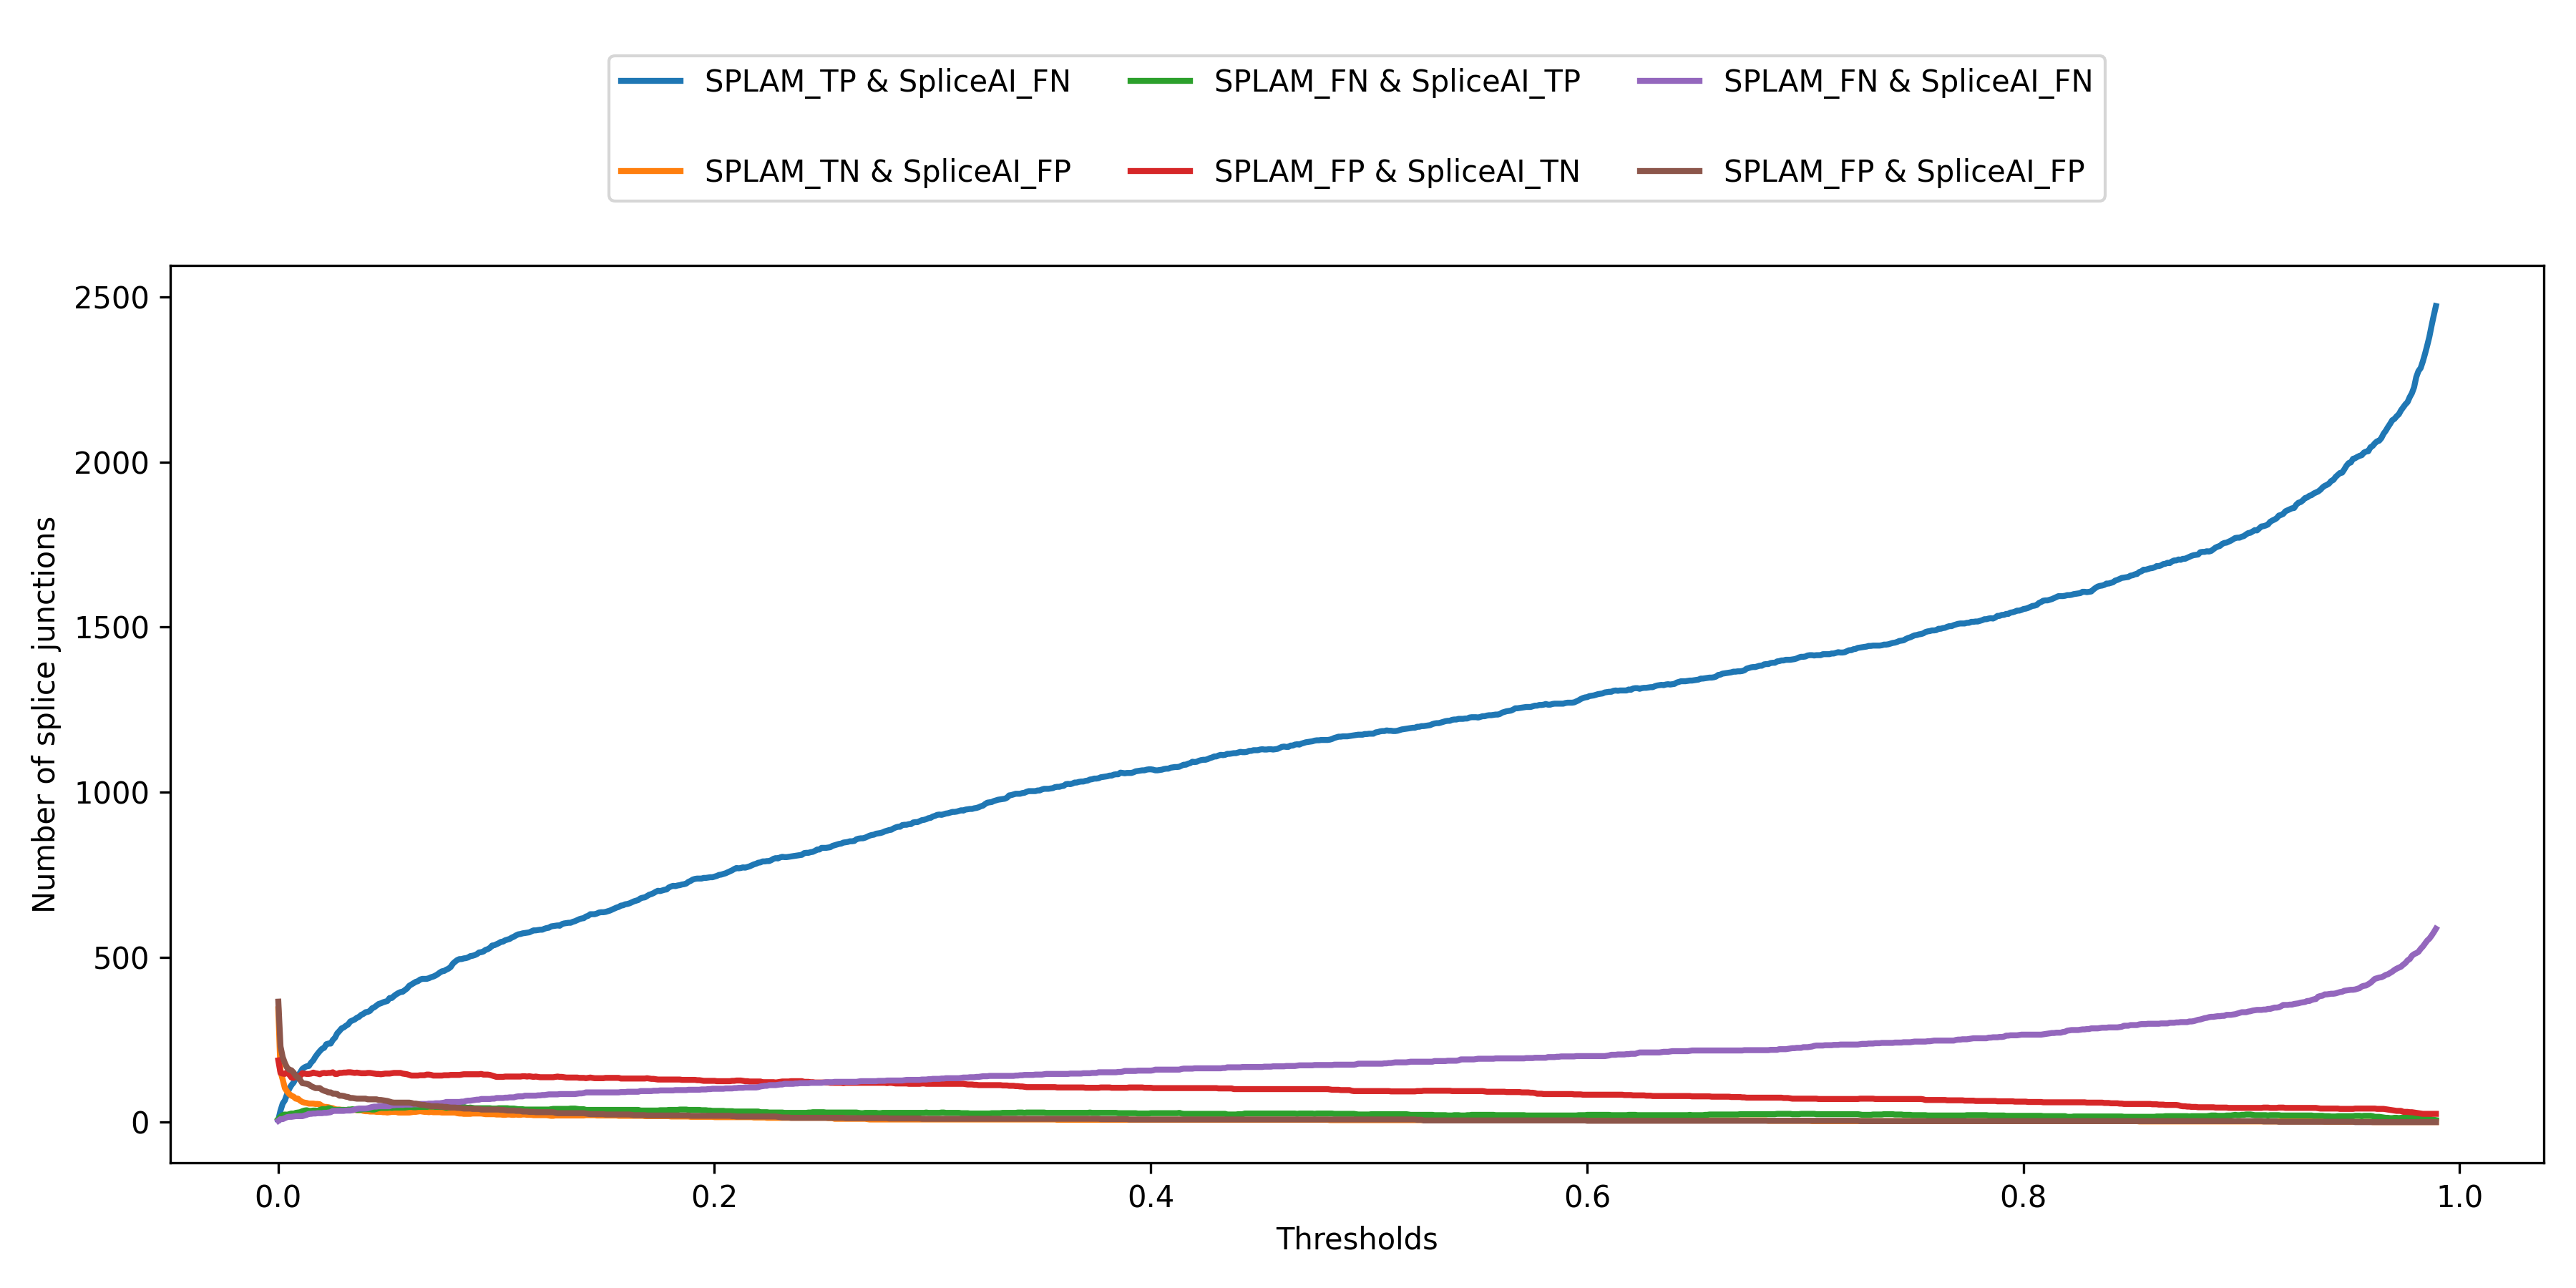 SPLAM_TP & SpliceAI_FN SPLAM_FN & SpliceAI_TP SPLAM_FN & SpliceAI_FN
SPLAM_TN & SpliceAI_FP SPLAM_FP & SpliceAI_TN SPLAM_FP & SpliceAI_FP
2500
2000
1500
1000
500
0
Number of splice junctions
0.0 0.2 0.4 0.6 0.8 1.0
Thresholds